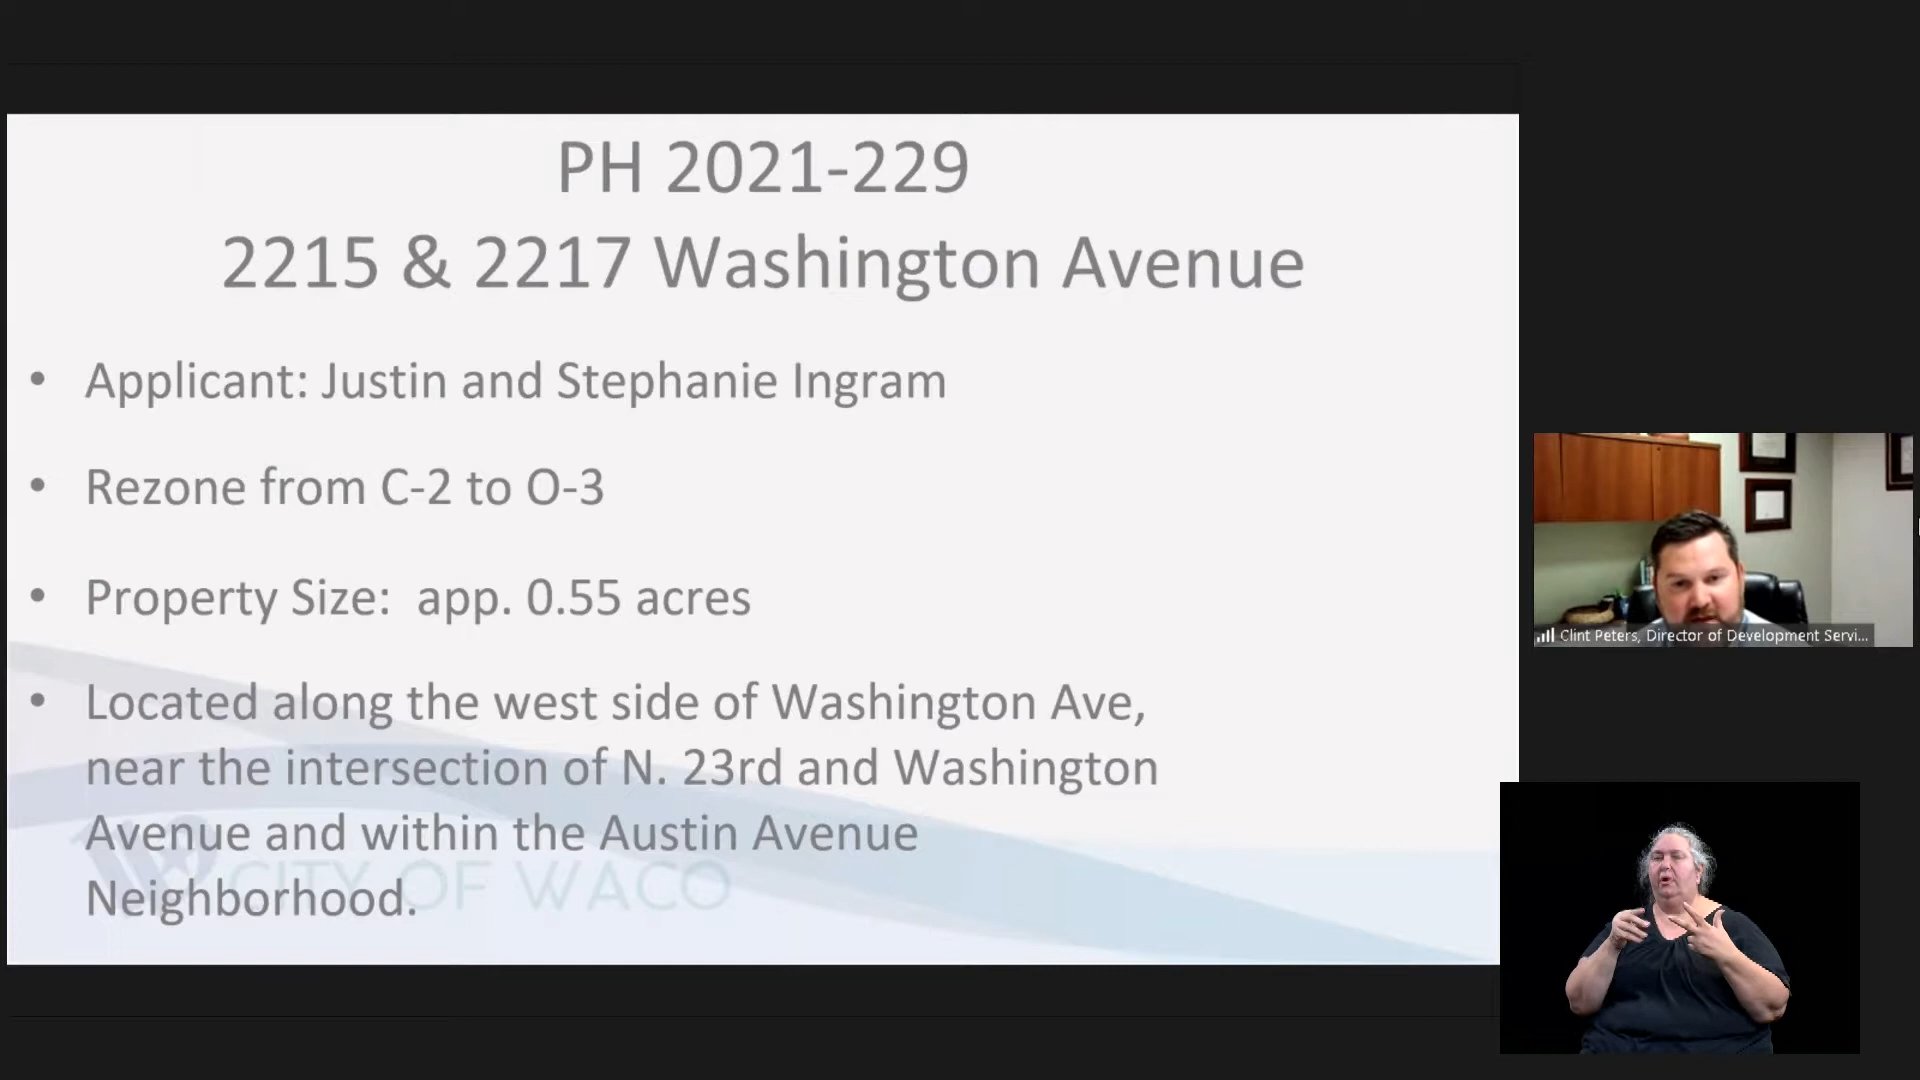 PH 2021-229
2215 & 2217 Washington Avenue
• Applicant: Justin and Stephanie Ingram
• Rezone from C-2 to O-3
• Property Size:  app. 0.55 acres
• Located along the west side of Washington Ave,
near the intersection of N. 23rd and Washington
Avenue and within the Austin Avenue
Neighborhood.
CITY OF WACO
Clint Peters, Director of Development Servi...